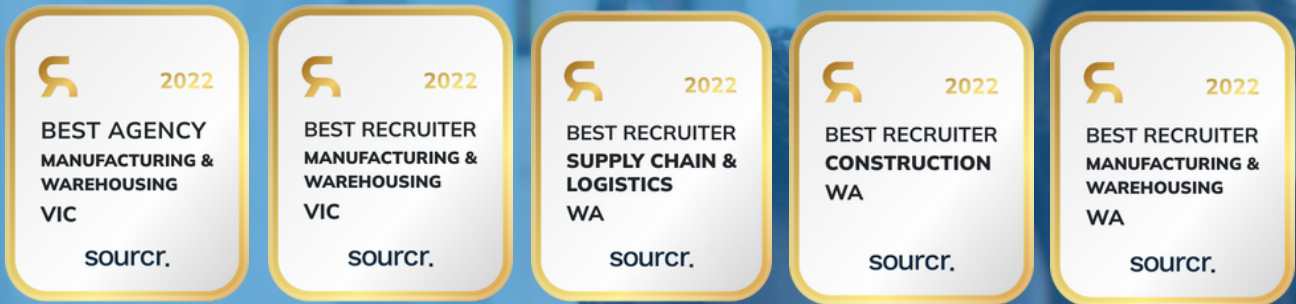 2022
BEST AGENCY
MANUFACTURING &
WAREHOUSING
VIC
sourcr.
2022
BEST RECRUITER
MANUFACTURING &
WAREHOUSING
VIC
sourcr.
2022
BEST RECRUITER
SUPPLY CHAIN &
LOGISTICS
WA
sourcr.
2022
BEST RECRUITER
CONSTRUCTION
WA
sourcr.
2022
BEST RECRUITER
MANUFACTURING &
WAREHOUSING
WA
sourcr.